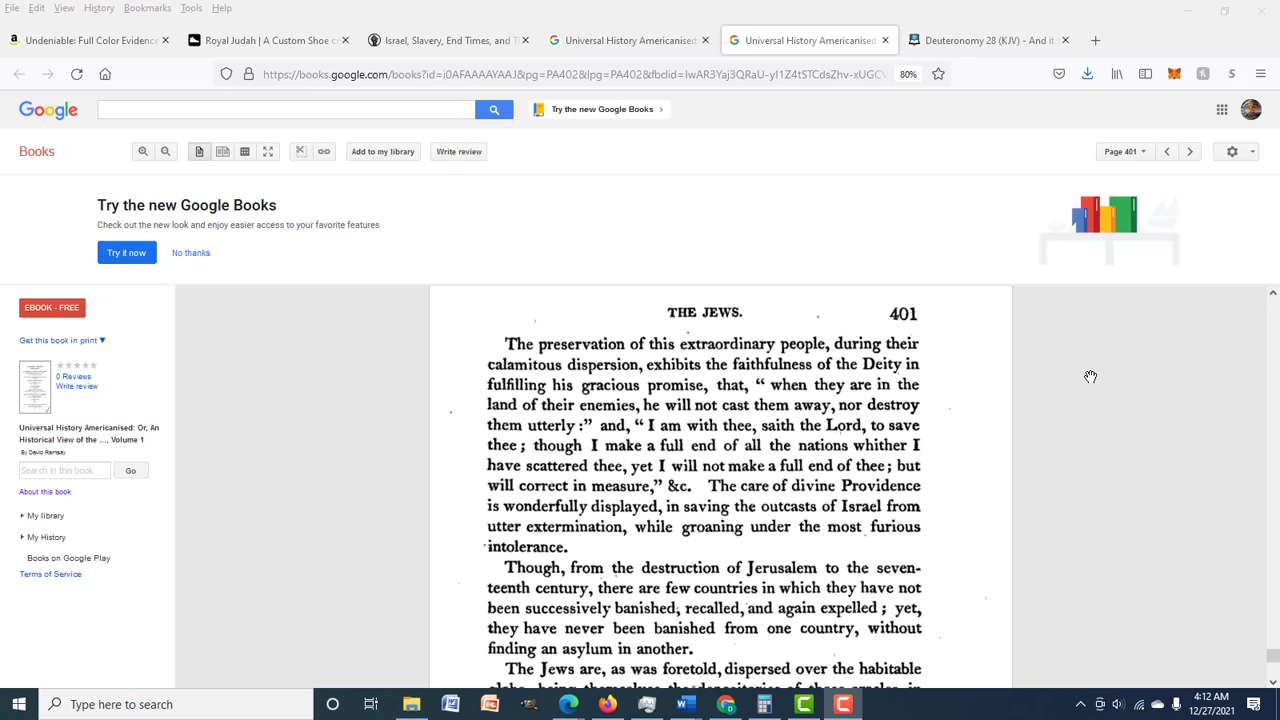 File Edit View History Bookmarks Tools Help
Undeniable: Full Color Evidence
Royal Judah | A Custom Shoe co
Israel, Slavery, End Times, and T
Universal History Americanised:
Universal History Americanised:
Deuteronomy 28 (KJV) - And it
https://books.google.com/books?id=i0AFAAAAYAAJ&pg=PA402&lpg=PA402&fbclid=IwAR3Yaj3QRaU-yI1Z4tSTCdsZhv-xUGCV
80%
Google
Try the new Google Books
Books
Add to my library
Write review
Page 401
Try the new Google Books
Check out the new look and enjoy easier access to your favorite features
Try it now
No thanks
EBOOK - FREE
Get this book in print ▼
0 Reviews
Write review
Universal History Americanised: Or, An
Historical View of the ..., Volume 1
By David Ramsay
Search in this book
Go
About this book
My library
My History
Books on Google Play
Terms of Service
THE JEWS. 401
The preservation of this extraordinary people, during their
calamitous dispersion, exhibits the faithfulness of the Deity in
fulfilling his gracious promise, that, “ when they are in the
land of their enemies, he will not cast them away, nor destroy
them utterly :” and, “ I am with thee, saith the Lord, to save
thee ; though I make a full end of all the nations whither I
have scattered thee, yet I will not make a full end of thee ; but
will correct in measure,” &c. The care of divine Providence
is wonderfully displayed, in saving the outcasts of Israel from
utter extermination, while groaning under the most furious
intolerance.
Though, from the destruction of Jerusalem to the seven-
teenth century, there are few countries in which they have not
been successively banished, recalled, and again expelled ; yet,
they have never been banished from one country, without
finding an asylum in another.
The Jews are, as was foretold, dispersed over the habitable
Type here to search
4:12 AM
12/27/2021